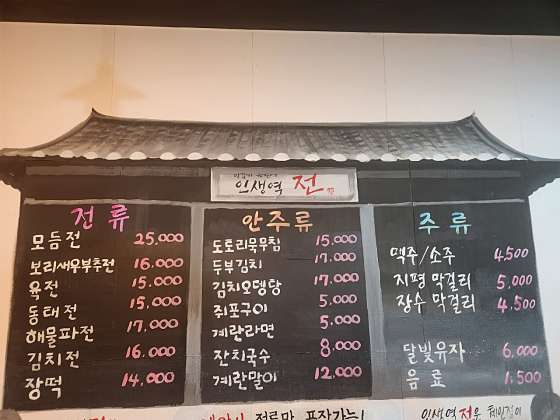 인생역 전
전류
모듬전 25,000
보리새우부추전 16,000
육전 15,000
동태전 15,000
해물파전 17,000
김치전 16,000
장떡 14,000
안주류
도토리묵무침 15,000
두부김치 17,000
김치오뎅탕 17,000
쥐포구이 5,000
계란라면 5,000
잔치국수 8,000
계란말이 12,000
주류
맥주/소주 4,500
지평 막걸리 5,000
장수 막걸리 4,500
달빛유자 6,000
음료 1,500
전류만 포장가능!
인생역전은 체인점이